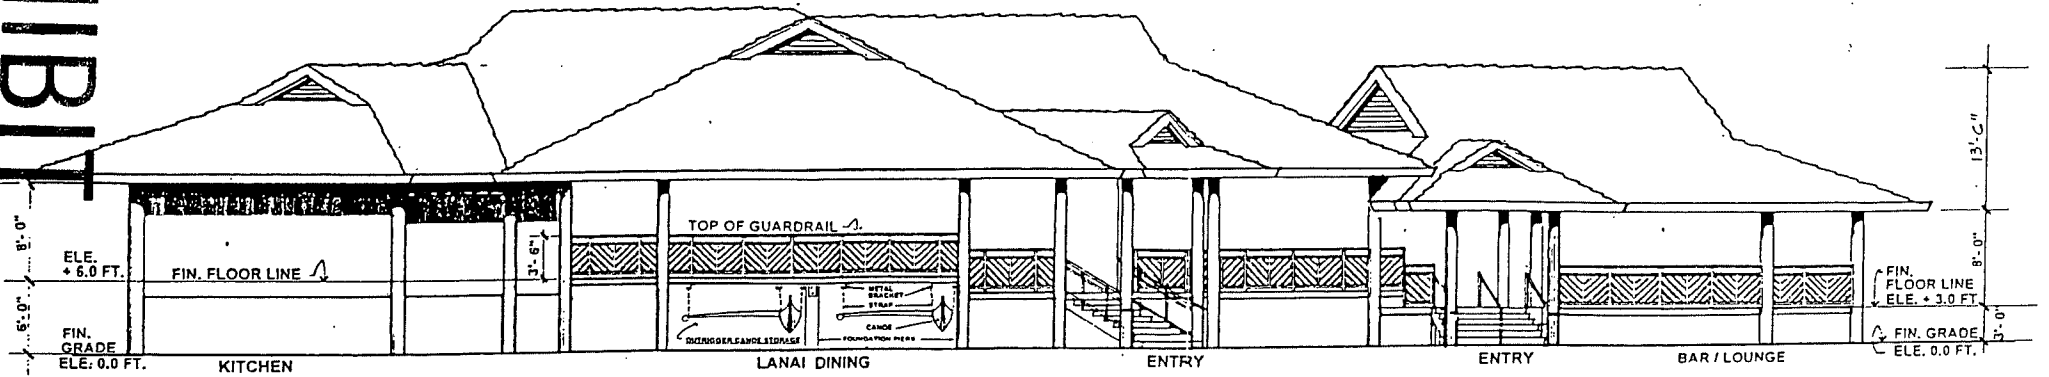 HIBIT
8'-0"
ELE.
+ 6.0 FT.
6'-0"
FIN.
GRADE
ELE: 0.0 FT.
FIN. FLOOR LINE
KITCHEN
3'-6"
TOP OF GUARDRAIL
METAL
BRACKET
STRAP
CANOE
OUTRIGGER CANOE STORAGE
FOUNDATION PIERS
LANAI DINING
ENTRY
ENTRY
BAR / LOUNGE
13'-6"
8'-0"
FIN.
FLOOR LINE
ELE. + 3.0 FT.
3'-0"
FIN. GRADE
ELE. 0.0 FT.